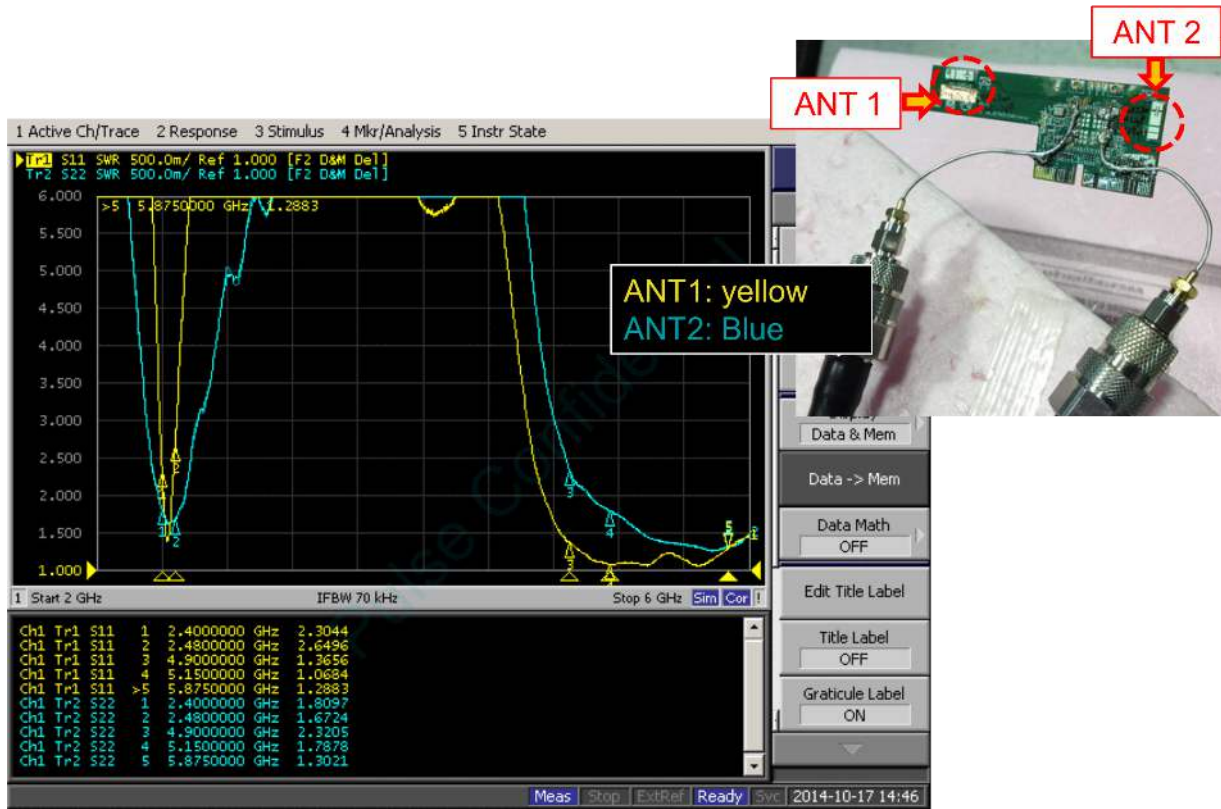 ANT 2
ANT 1
1 Active Ch/Trace 2 Response 3 Stimulus 4 Mkr/Analysis 5 Instr State
Tr1 S11 SWR 500.0m/ Ref 1.000 [F2 D&M Del]
Tr2 S22 SWR 500.0m/ Ref 1.000 [F2 D&M Del]
6.000
>5 5.8750000 GHz 1.2883
5.500
5.000
4.500
4.000
3.500
3.000
2.500
2.000
1.500
1.000
ANT1: yellow
ANT2: Blue
Pulse Confidential
1 Start 2 GHz IFBW 70 kHz Stop 6 GHz Sim Cor !
Ch1 Tr1 S11 1 2.4000000 GHz 2.3044
Ch1 Tr1 S11 2 2.4800000 GHz 2.6496
Ch1 Tr1 S11 3 4.9000000 GHz 1.3656
Ch1 Tr1 S11 4 5.1500000 GHz 1.0684
Ch1 Tr1 S11 >5 5.8750000 GHz 1.2883
Ch1 Tr2 S22 1 2.4000000 GHz 1.8097
Ch1 Tr2 S22 2 2.4800000 GHz 1.6724
Ch1 Tr2 S22 3 4.9000000 GHz 2.3205
Ch1 Tr2 S22 4 5.1500000 GHz 1.7878
Ch1 Tr2 S22 5 5.8750000 GHz 1.3021
Data & Mem
Data -> Mem
Data Math
OFF
Edit Title Label
Title Label
OFF
Graticule Label
ON
Meas Stop ExtRef Ready Svc 2014-10-17 14:46